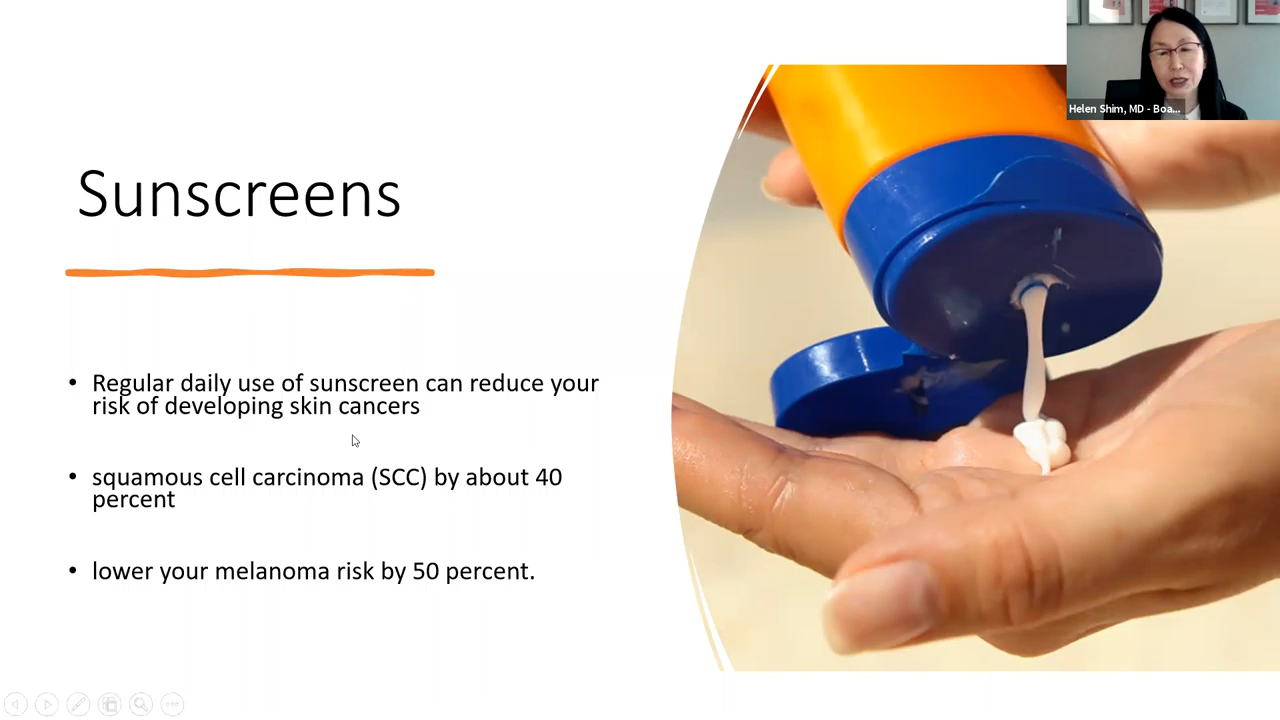 Helen Shim, MD - Boa...
Sunscreens
• Regular daily use of sunscreen can reduce your
risk of developing skin cancers
• squamous cell carcinoma (SCC) by about 40
percent
• lower your melanoma risk by 50 percent.